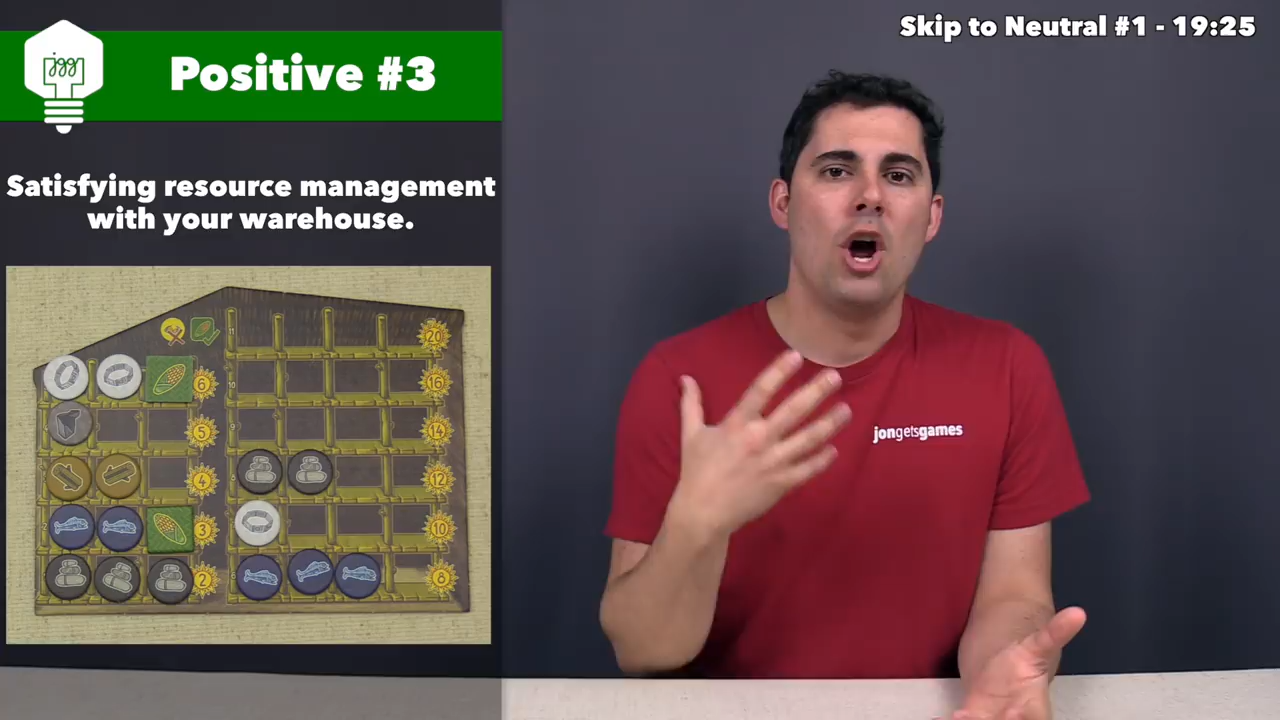 Skip to Neutral #1 - 19:25
jgg
Positive #3
Satisfying resource management
with your warehouse.
jongetsgames
20
16
6
14
5
12
4
10
3
8
2